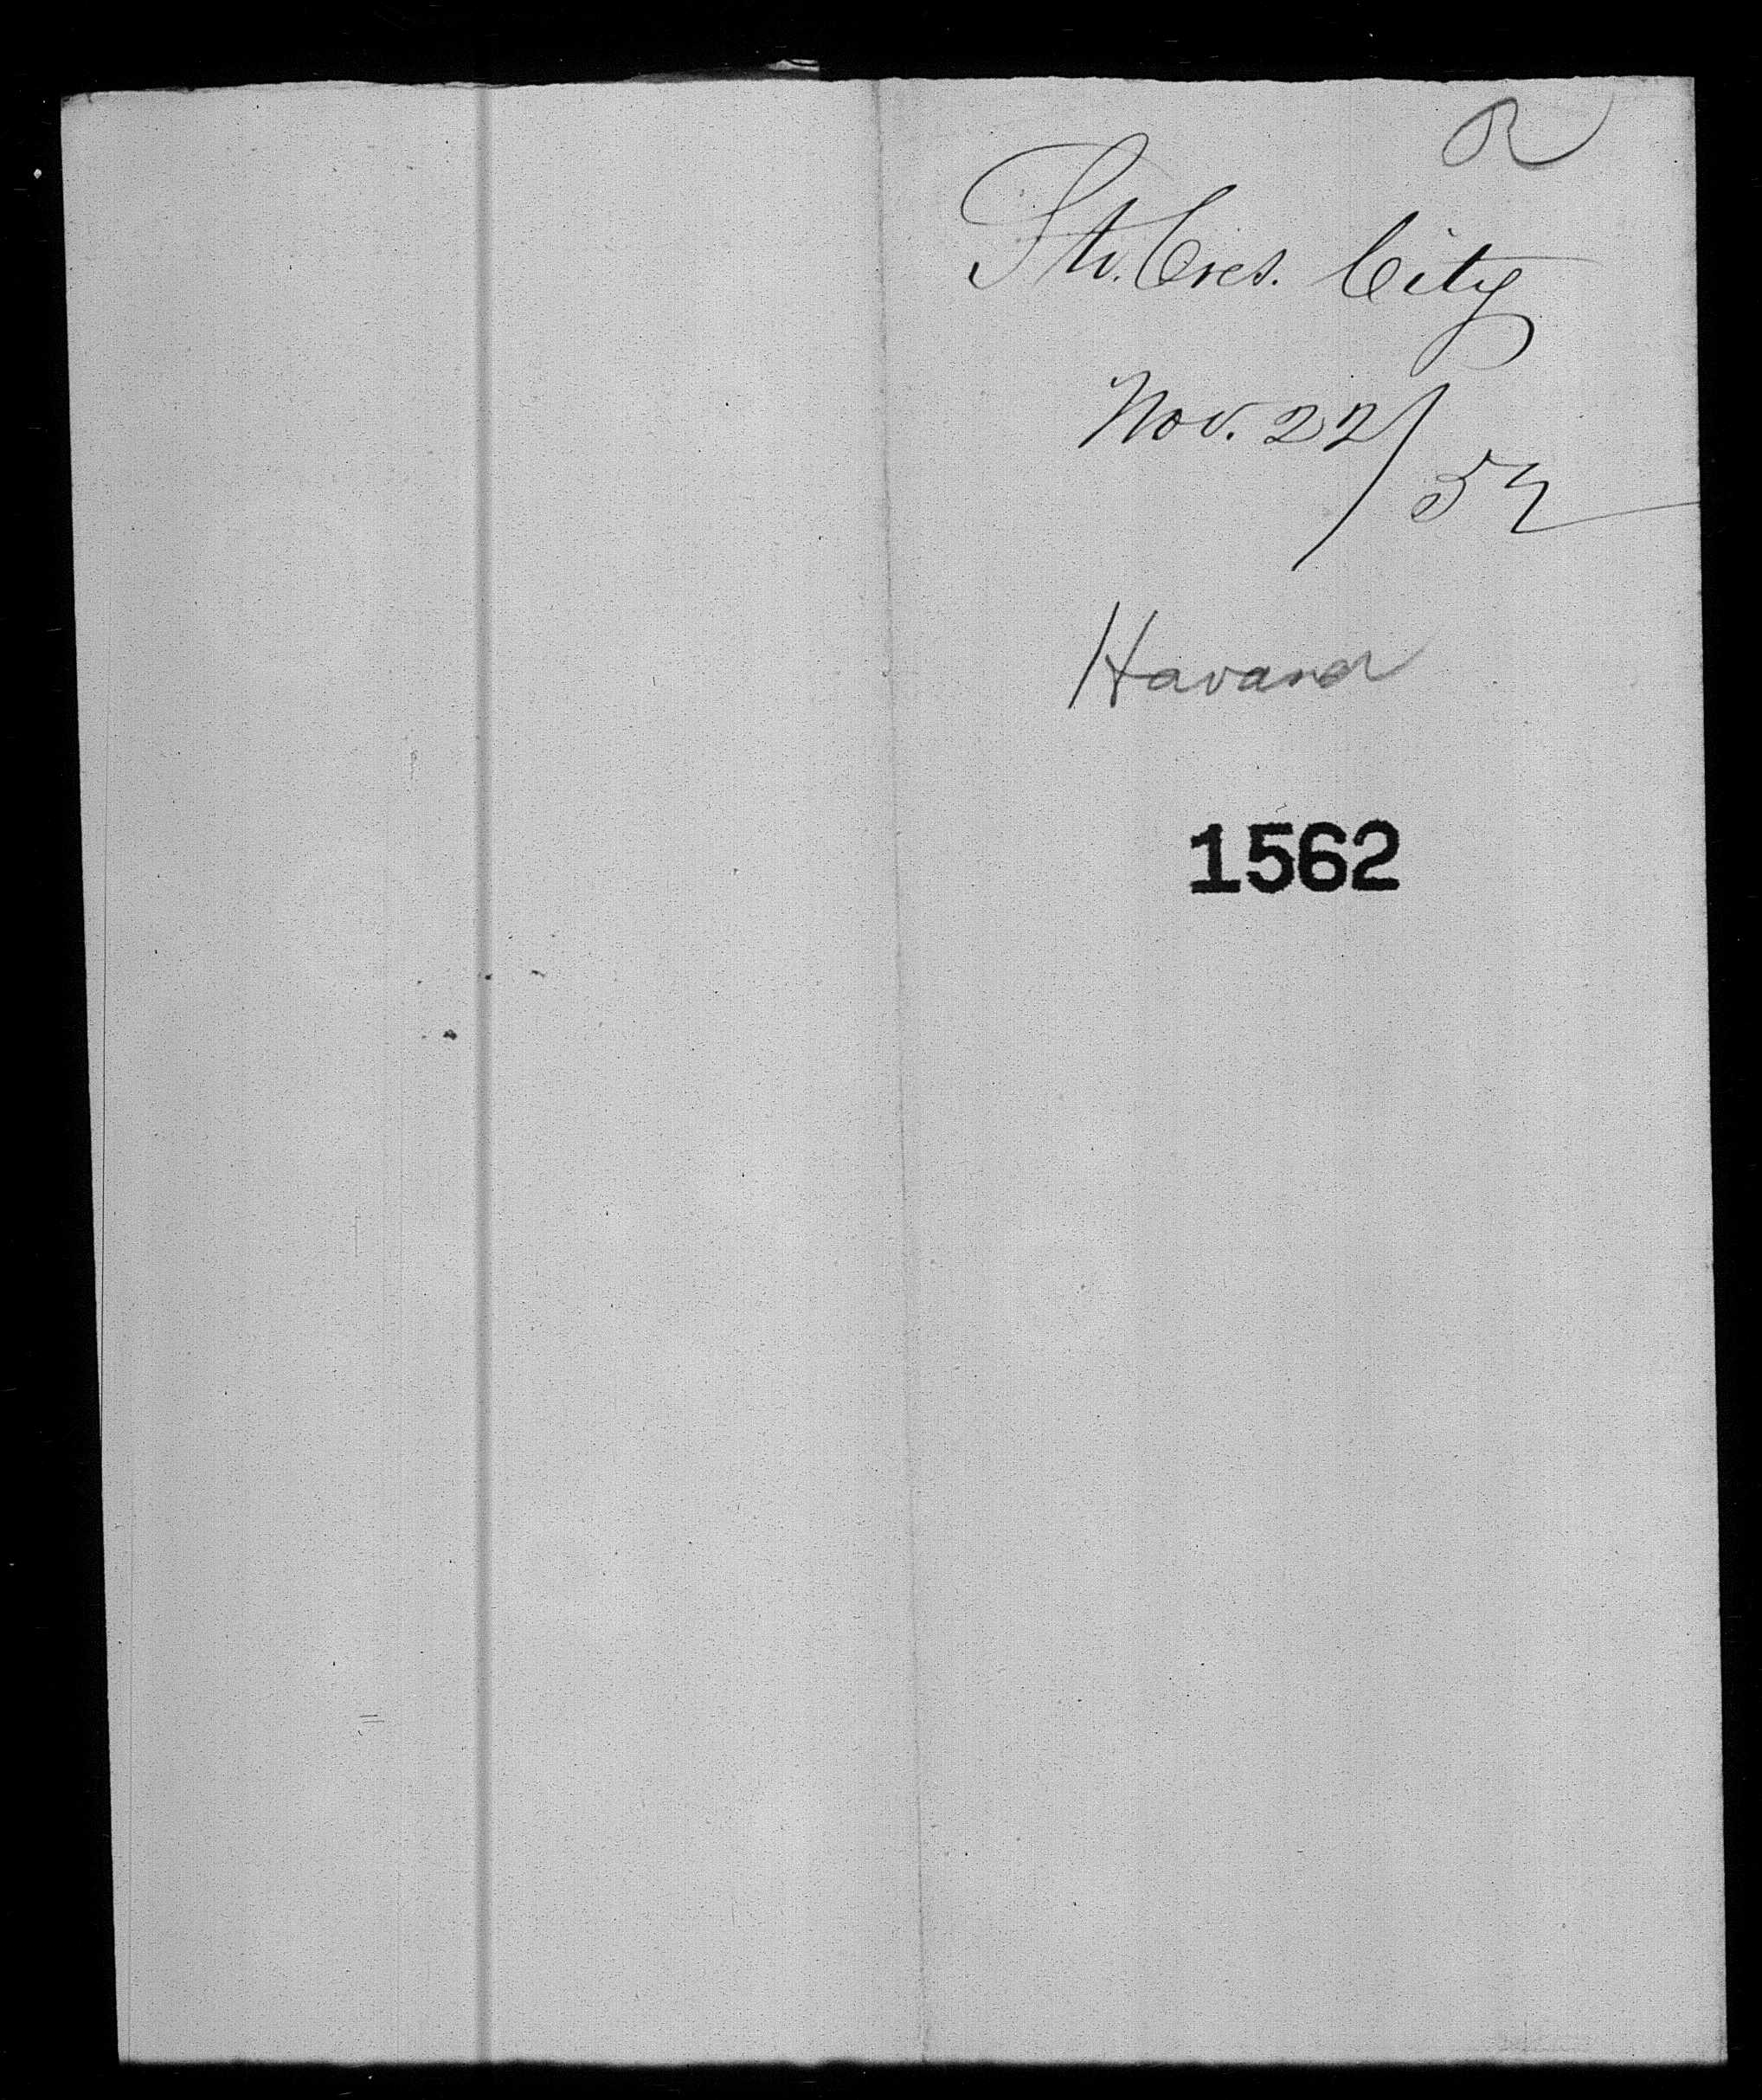 Str. Cres. City
Nov. 22/52
Havana
1562